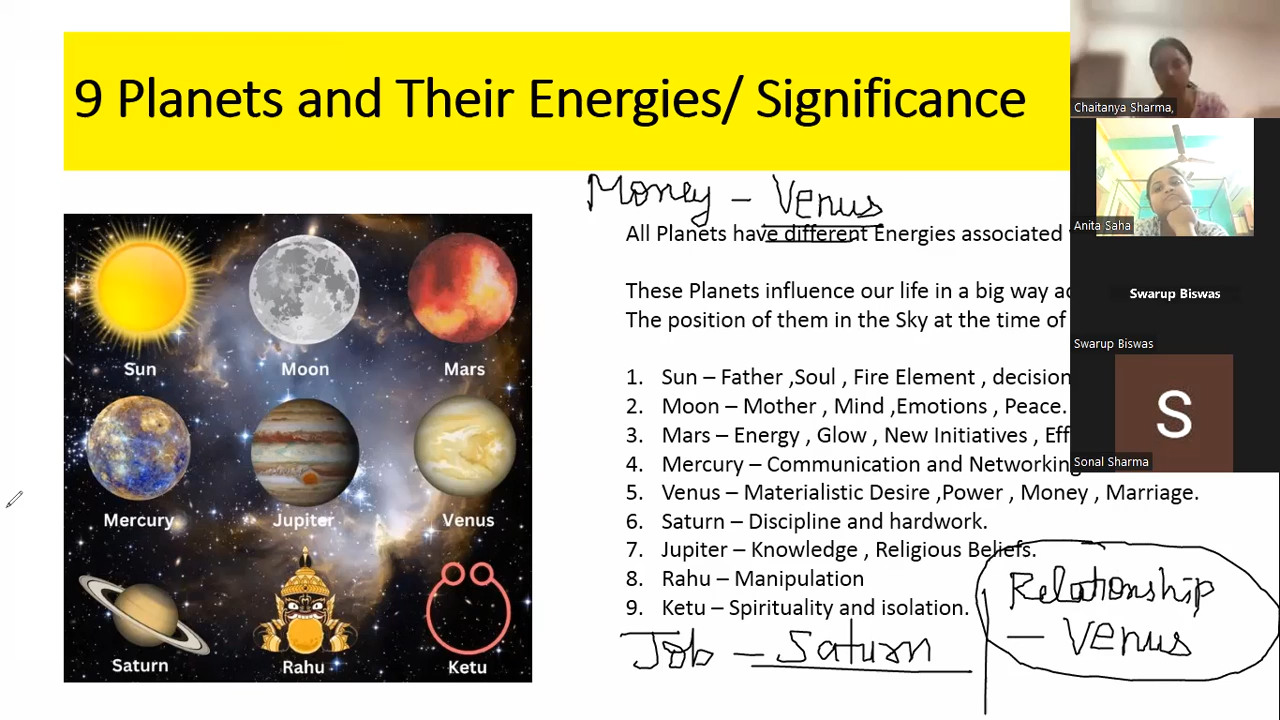 9 Planets and Their Energies/ Significance
Chaitanya Sharma,
Anita Saha
Swarup Biswas
Swarup Biswas
S
Sonal Sharma
Money – Venus
All Planets have different Energies associated
These Planets influence our life in a big way
The position of them in the Sky at the time of
1. Sun – Father ,Soul , Fire Element , decision
2. Moon – Mother , Mind ,Emotions , Peace.
3. Mars – Energy , Glow , New Initiatives ,
4. Mercury – Communication and Networking
5. Venus – Materialistic Desire ,Power , Money , Marriage.
6. Saturn – Discipline and hardwork.
7. Jupiter – Knowledge , Religious Beliefs.
8. Rahu – Manipulation
9. Ketu – Spirituality and isolation.
Relationship
– Venus
Job – Saturn
Sun Moon Mars
Mercury Jupiter Venus
Saturn Rahu Ketu